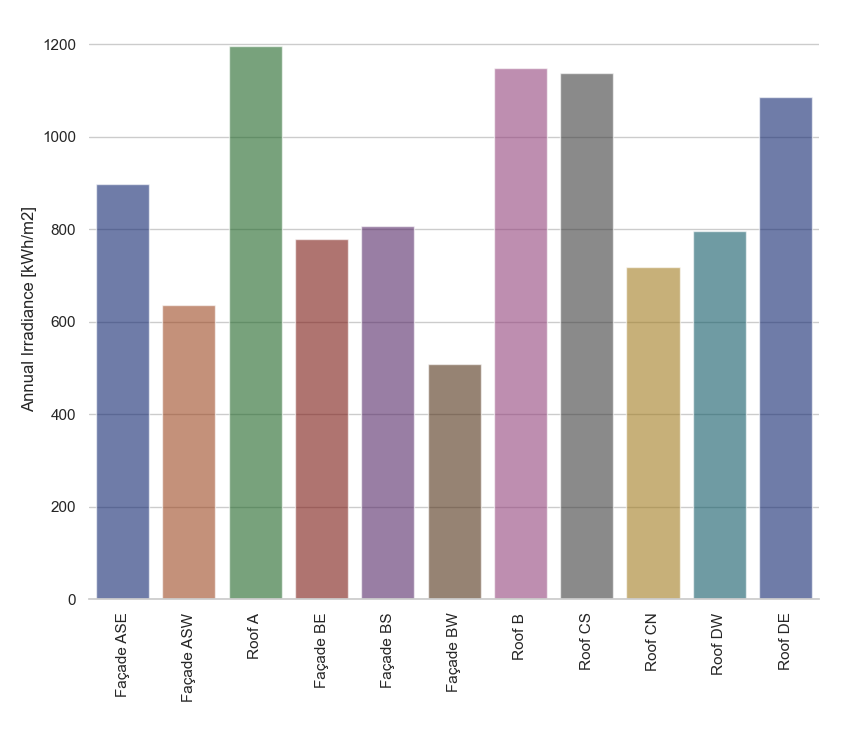 1200
1000
800
600
400
200
0
Annual Irradiance [kWh/m2]
Façade ASE
Façade ASW
Roof A
Façade BE
Façade BS
Façade BW
Roof B
Roof CS
Roof CN
Roof DW
Roof DE